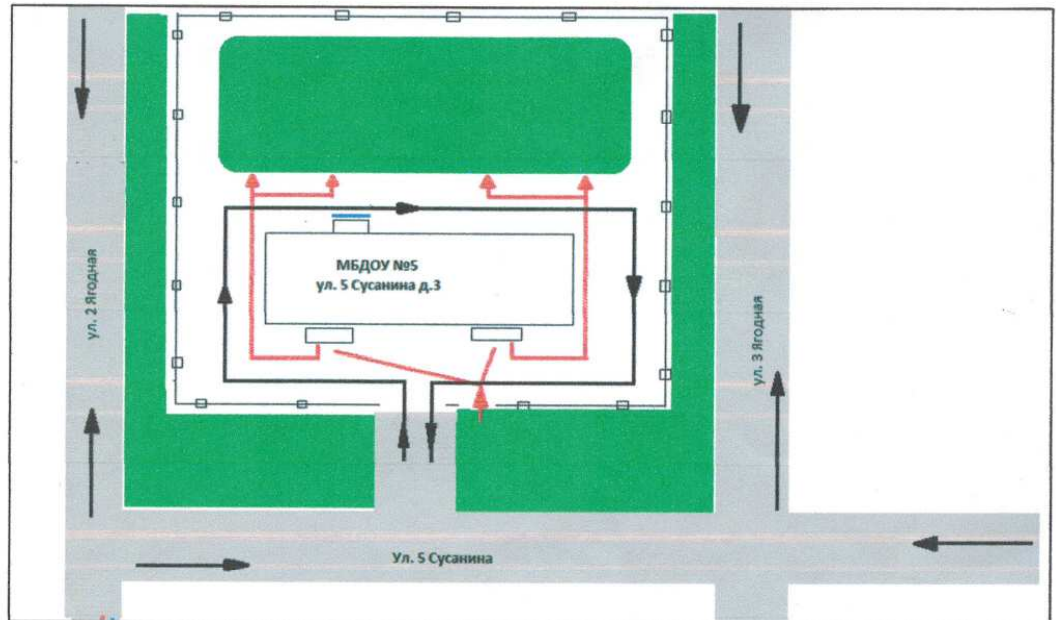 МБДОУ №5
ул. 5 Сусанина д.3
ул. 2 Ягодная
ул. 3 Ягодная
Ул. 5 Сусанина